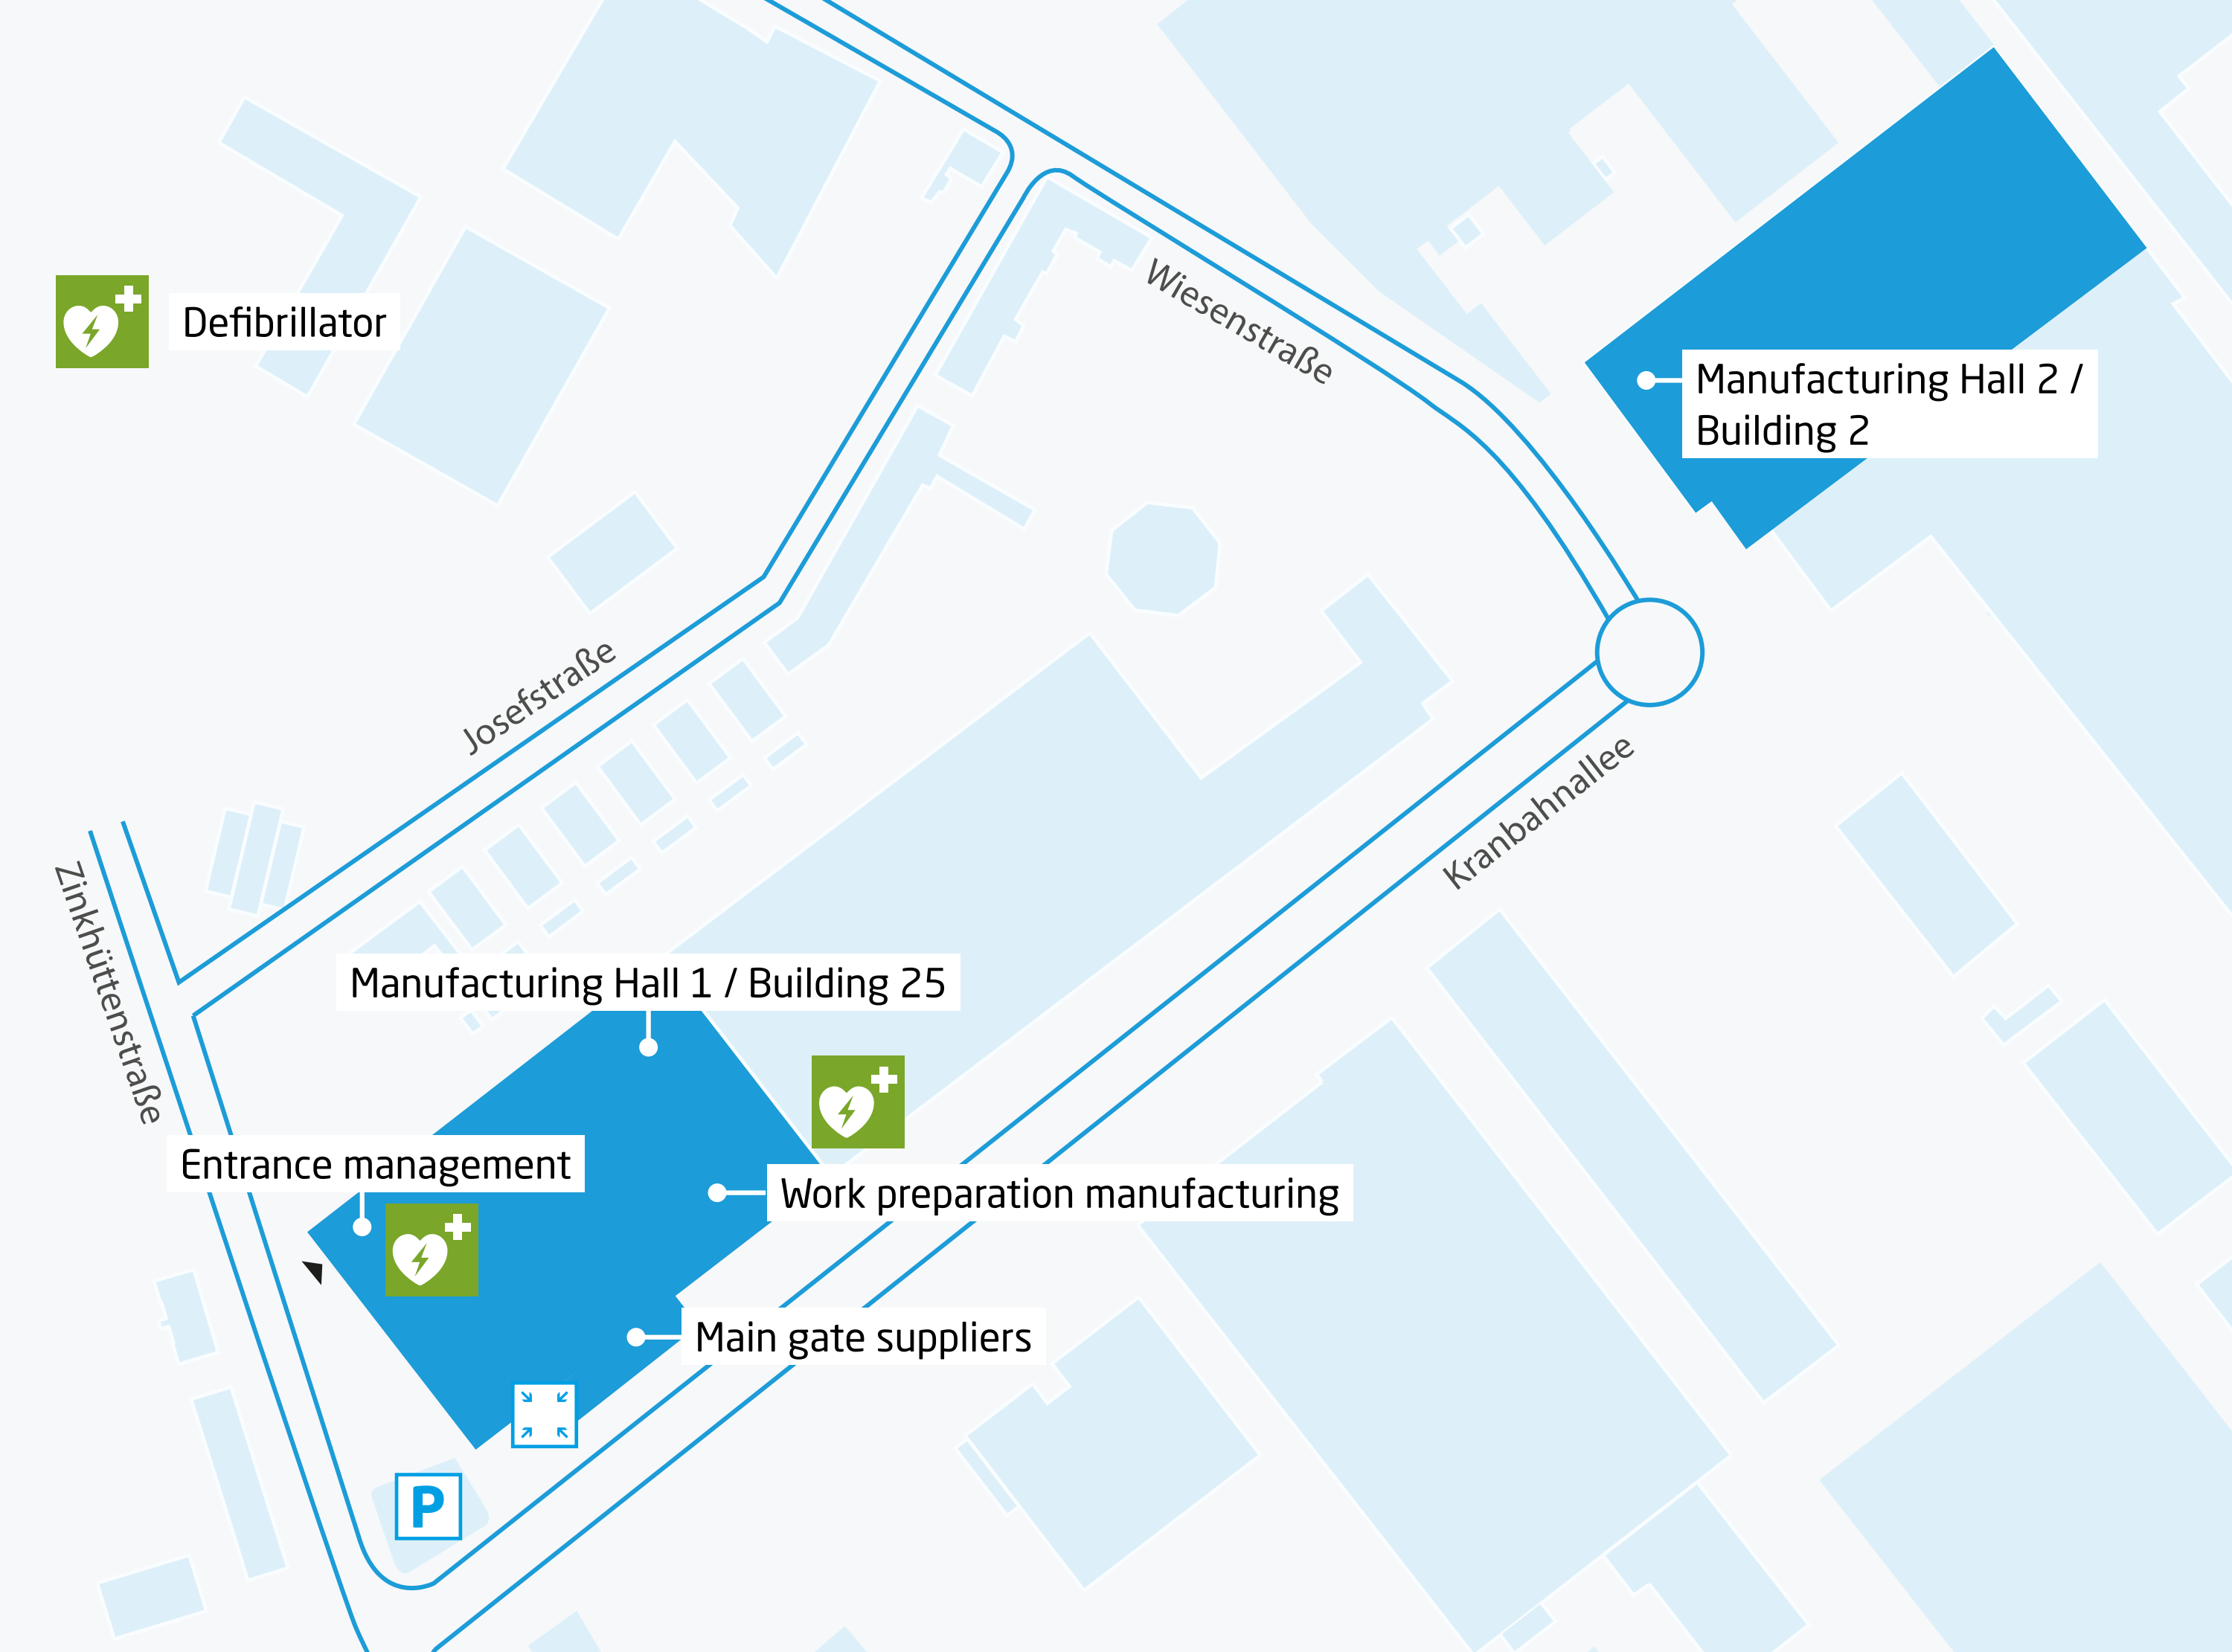 Wiesenstraße
Defibrillator
Manufacturing Hall 2 /
Building 2
Josefstraße
Kranbahnallee
Zinkhüttenstraße
Manufacturing Hall 1 / Building 25
Entrance management
Work preparation manufacturing
Main gate suppliers
P